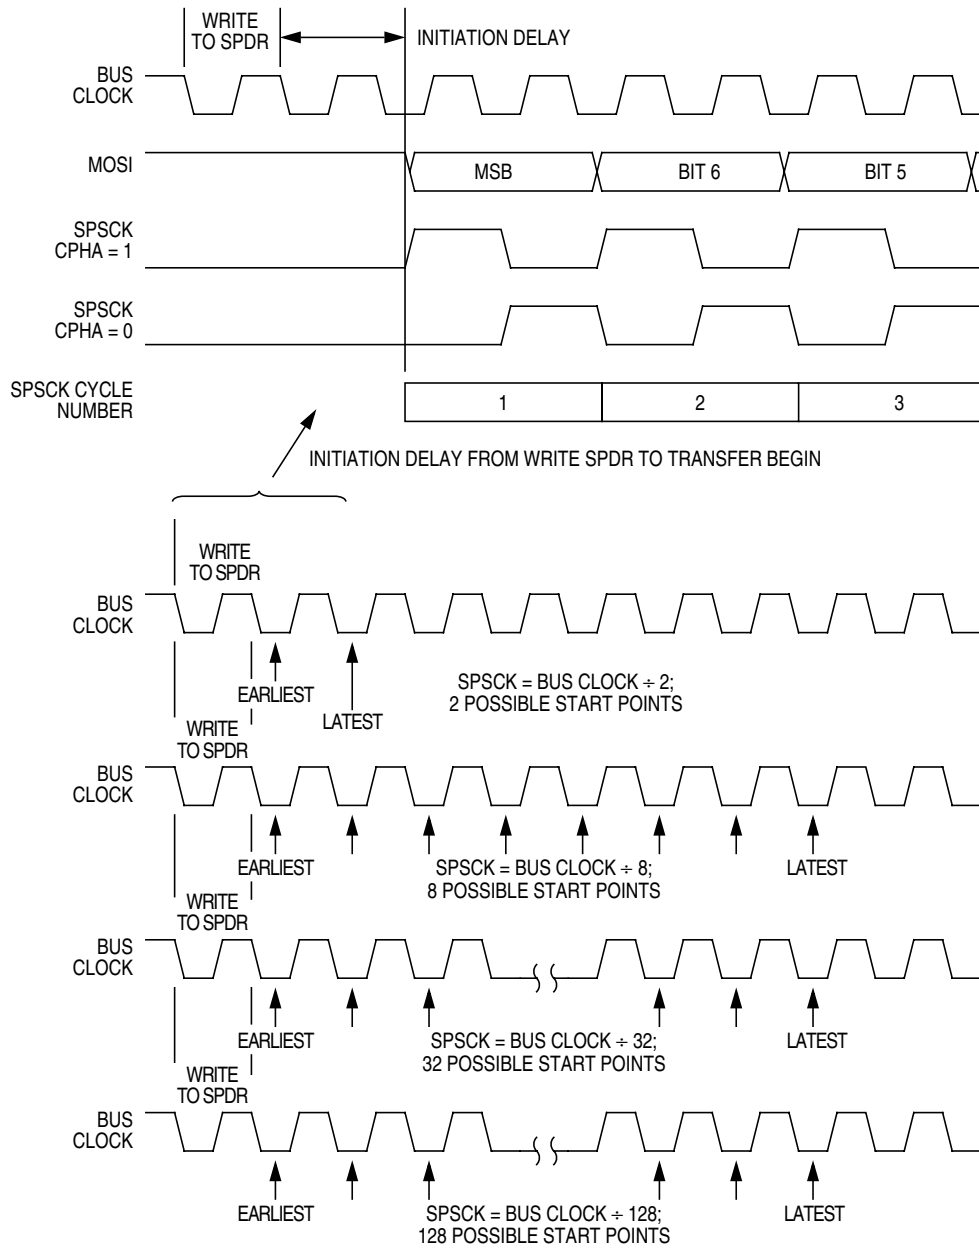 WRITE
TO SPDR
INITIATION DELAY
BUS
CLOCK
MOSI
MSB
BIT 6
BIT 5
SPSCK
CPHA = 1
SPSCK
CPHA = 0
SPSCK CYCLE
NUMBER
1
2
3
INITIATION DELAY FROM WRITE SPDR TO TRANSFER BEGIN
WRITE
TO SPDR
BUS
CLOCK
EARLIEST
LATEST
SPSCK = BUS CLOCK ÷ 2;
2 POSSIBLE START POINTS
WRITE
TO SPDR
BUS
CLOCK
EARLIEST
SPSCK = BUS CLOCK ÷ 8;
8 POSSIBLE START POINTS
LATEST
WRITE
TO SPDR
BUS
CLOCK
EARLIEST
SPSCK = BUS CLOCK ÷ 32;
32 POSSIBLE START POINTS
LATEST
WRITE
TO SPDR
BUS
CLOCK
EARLIEST
SPSCK = BUS CLOCK ÷ 128;
128 POSSIBLE START POINTS
LATEST